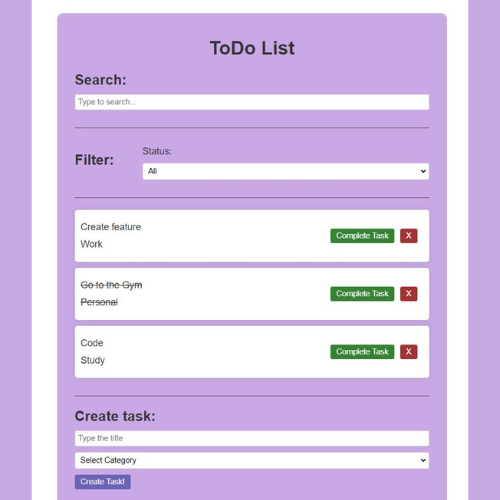 ToDo List
Search:
Type to search...
Filter:
Status:
All
Create feature
Work
Complete Task X
Go to the Gym
Personal
Complete Task X
Code
Study
Complete Task X
Create task:
Type the title
Select Category
Create Task!